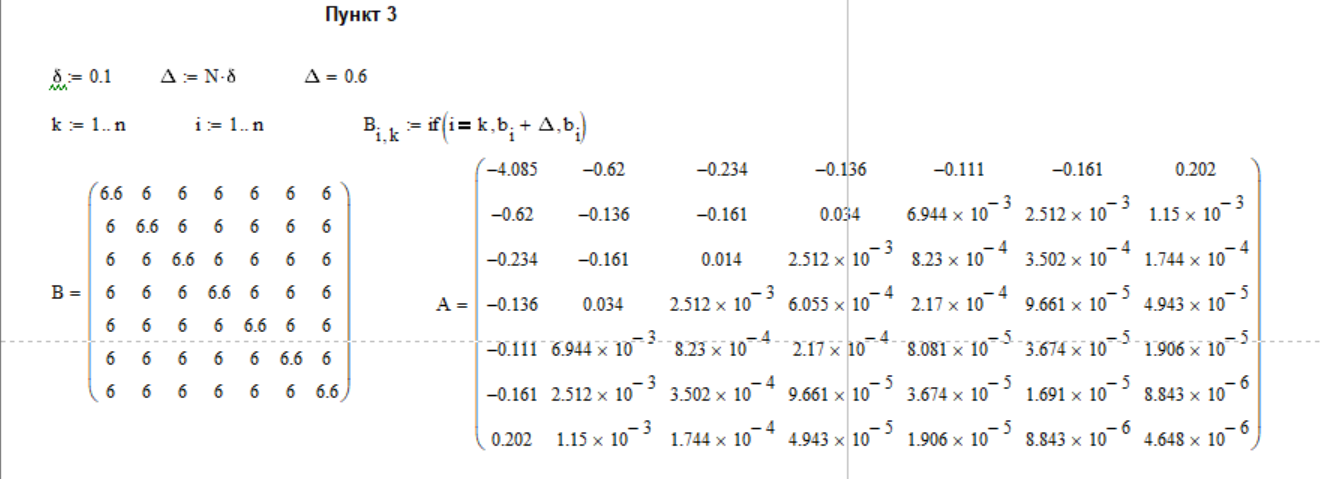 Пункт 3
δ := 0.1 Δ := N·δ Δ = 0.6
k := 1.. n i := 1.. n B i,k := if(i = k, b i + Δ, b i)
B =
6.6 6 6 6 6 6 6
6 6.6 6 6 6 6 6
6 6 6.6 6 6 6 6
6 6 6 6.6 6 6 6
6 6 6 6 6.6 6 6
6 6 6 6 6 6.6 6
6 6 6 6 6 6 6.6
A =
−4.085 −0.62 −0.234 −0.136 −0.111 −0.161 0.202
−0.62 −0.136 −0.161 0.034 6.944 × 10^−3 2.512 × 10^−3 1.15 × 10^−3
−0.234 −0.161 0.014 2.512 × 10^−3 8.23 × 10^−4 3.502 × 10^−4 1.744 × 10^−4
−0.136 0.034 2.512 × 10^−3 6.055 × 10^−4 2.17 × 10^−4 9.661 × 10^−5 4.943 × 10^−5
−0.111 6.944 × 10^−3 8.23 × 10^−4 2.17 × 10^−4 8.081 × 10^−5 3.674 × 10^−5 1.906 × 10^−5
−0.161 2.512 × 10^−3 3.502 × 10^−4 9.661 × 10^−5 3.674 × 10^−5 1.691 × 10^−5 8.843 × 10^−6
0.202 1.15 × 10^−3 1.744 × 10^−4 4.943 × 10^−5 1.906 × 10^−5 8.843 × 10^−6 4.648 × 10^−6